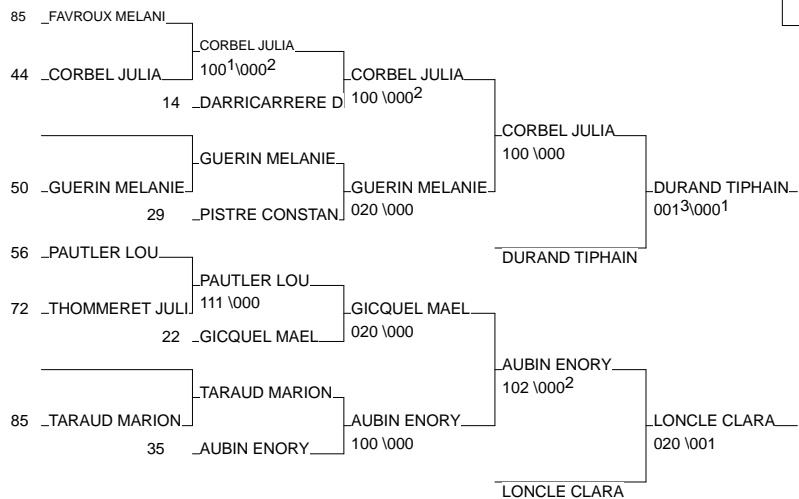 85 FAVROUX MELANI
CORBEL JULIA
100¹\000²
44 CORBEL JULIA
CORBEL JULIA
100 \000²
14 DARRICARRERE D
CORBEL JULIA
100 \000
GUERIN MELANIE
50 GUERIN MELANIE
GUERIN MELANIE
020 \000
29 PISTRE CONSTAN
DURAND TIPHAIN
001³\000¹
DURAND TIPHAIN
56 PAUTLER LOU
PAUTLER LOU
111 \000
72 THOMMERET JULI
GICQUEL MAEL
020 \000
22 GICQUEL MAEL
AUBIN ENORY
102 \000²
TARAUD MARION
85 TARAUD MARION
AUBIN ENORY
100 \000
35 AUBIN ENORY
LONCLE CLARA
020 \001
LONCLE CLARA